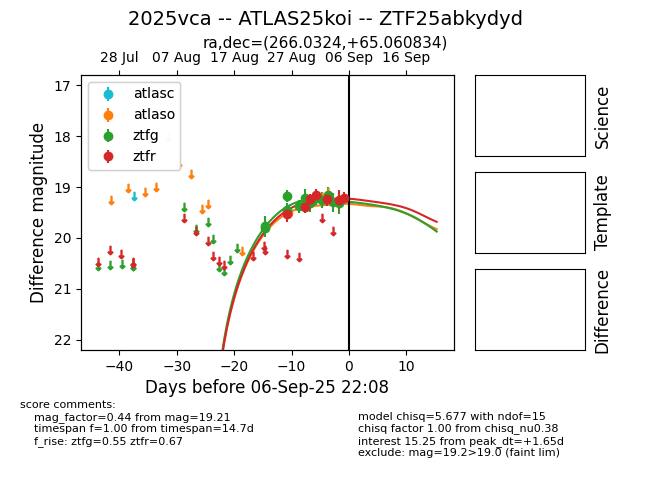 2025vca -- ATLAS25koi -- ZTF25abkydyd
ra,dec=(266.0324,+65.060834)
28 Jul 07 Aug 17 Aug 27 Aug 06 Sep 16 Sep
17
18
19
20
21
22
Difference magnitude
atlasc
atlaso
ztfg
ztfr
−40 −30 −20 −10 0 10
Days before 06-Sep-25 22:08
Science
Template
Difference
score comments:
mag_factor=0.44 from mag=19.21
timespan f=1.00 from timespan=14.7d
f_rise: ztfg=0.55 ztfr=0.67
model chisq=5.677 with ndof=15
chisq factor 1.00 from chisq_nu0.38
interest 15.25 from peak_dt=+1.65d
exclude: mag=19.2>19.0 (faint lim)